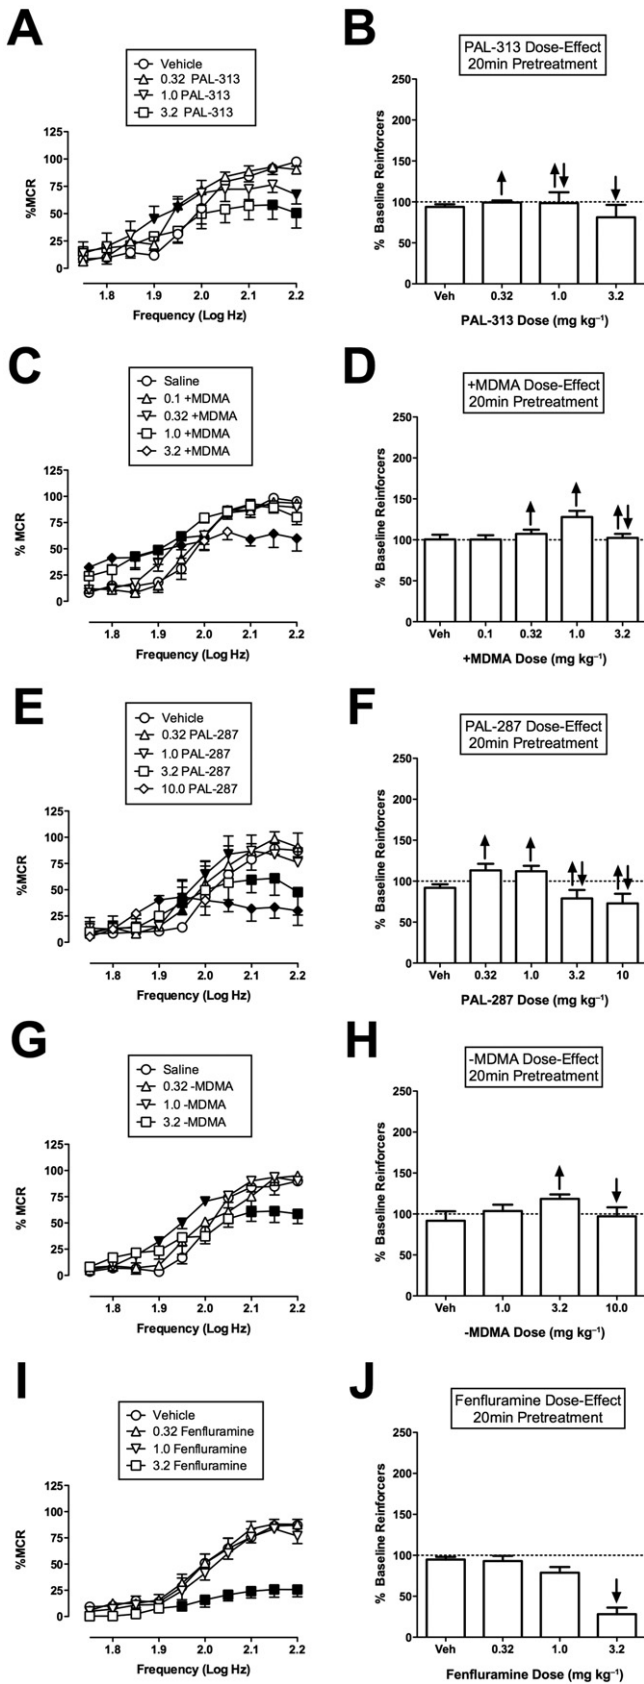 A
Vehicle
0.32 PAL-313
1.0 PAL-313
3.2 PAL-313
%MCR
125
100
75
50
25
0
1.8 1.9 2.0 2.1 2.2
Frequency (Log Hz)
B
PAL-313 Dose-Effect
20min Pretreatment
% Baseline Reinforcers
250
200
150
100
50
0
Veh 0.32 1.0 3.2
PAL-313 Dose (mg kg⁻¹)
C
Saline
0.1 +MDMA
0.32 +MDMA
1.0 +MDMA
3.2 +MDMA
% MCR
125
100
75
50
25
0
1.8 1.9 2.0 2.1 2.2
Frequency (Log Hz)
D
+MDMA Dose-Effect
20min Pretreatment
% Baseline Reinforcers
250
200
150
100
50
0
Veh 0.1 0.32 1.0 3.2
+MDMA Dose (mg kg⁻¹)
E
Vehicle
0.32 PAL-287
1.0 PAL-287
3.2 PAL-287
10.0 PAL-287
% MCR
125
100
75
50
25
0
1.8 1.9 2.0 2.1 2.2
Frequency (Log Hz)
F
PAL-287 Dose-Effect
20min Pretreatment
% Baseline Reinforcers
250
200
150
100
50
0
Veh 0.32 1.0 3.2 10
PAL-287 Dose (mg kg⁻¹)
G
Saline
0.32 -MDMA
1.0 -MDMA
3.2 -MDMA
% MCR
125
100
75
50
25
0
1.8 1.9 2.0 2.1 2.2
Frequency (Log Hz)
H
-MDMA Dose-Effect
20min Pretreatment
% Baseline Reinforcers
250
200
150
100
50
0
Veh 1.0 3.2 10.0
-MDMA Dose (mg kg⁻¹)
I
Vehicle
0.32 Fenfluramine
1.0 Fenfluramine
3.2 Fenfluramine
%MCR
125
100
75
50
25
0
1.8 1.9 2.0 2.1 2.2
Frequency (Log Hz)
J
Fenfluramine Dose-Effect
20min Pretreatment
% Baseline Reinforcers
250
200
150
100
50
0
Veh 0.32 1.0 3.2
Fenfluramine Dose (mg kg⁻¹)